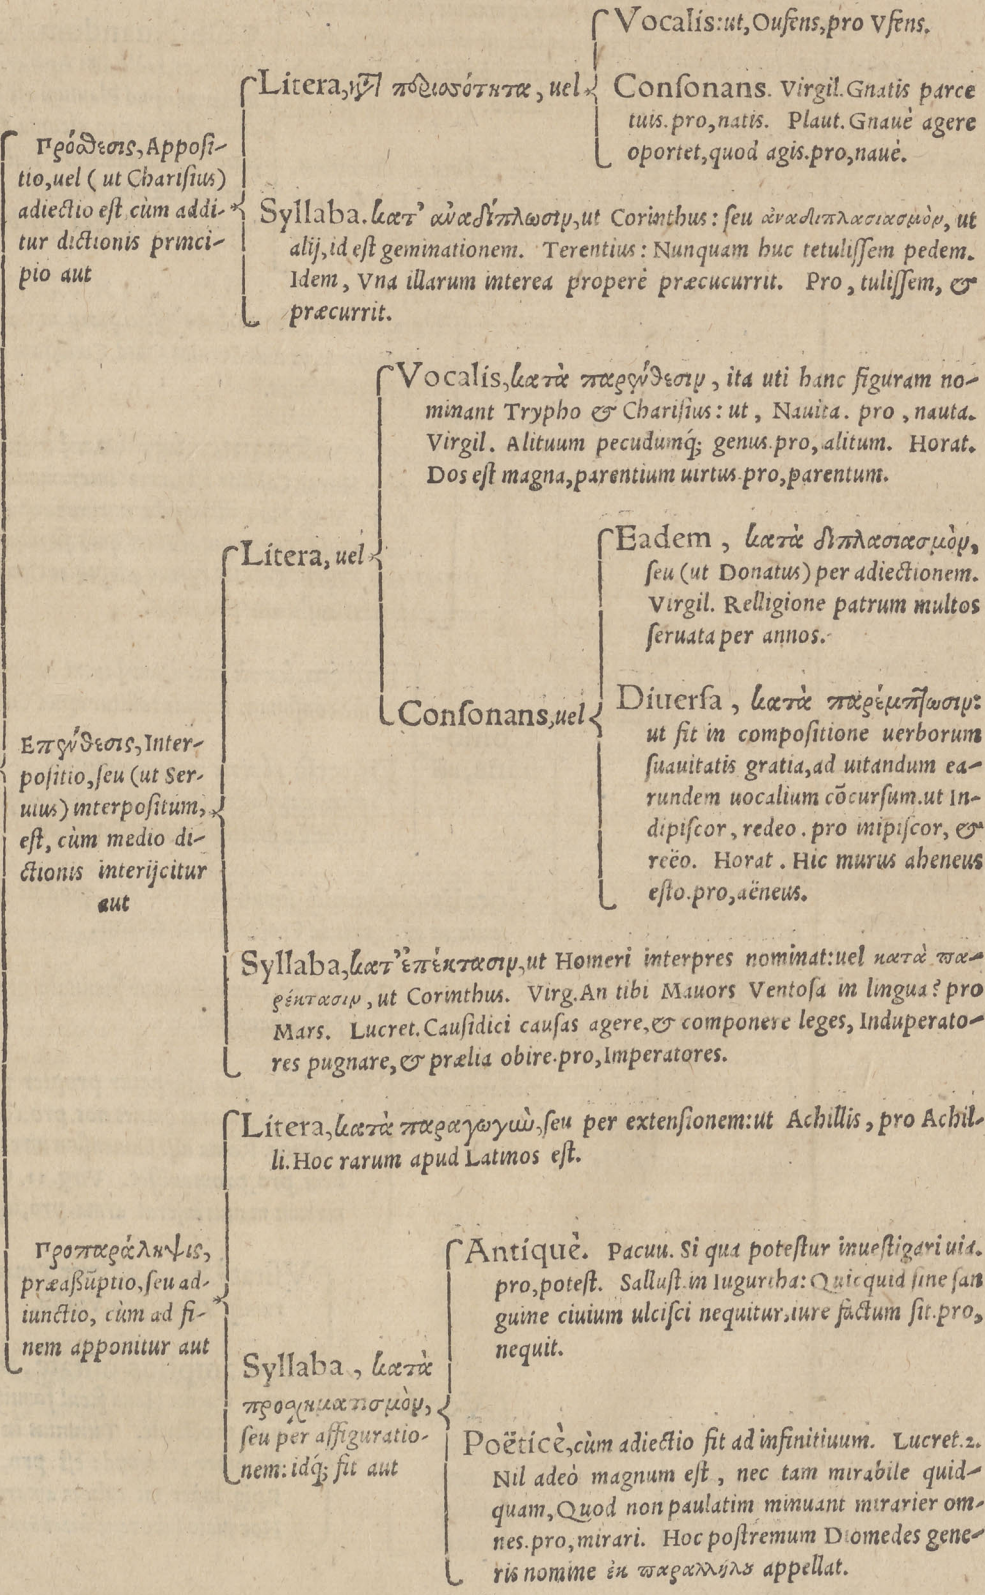 Πρόσθεσις, Apposi-
tio, uel ( ut Charisius)
adiectio est cùm addi-
tur dictionis princi-
pio aut
Litera, κατὰ περισσότητα, uel
Vocalis: ut, Oufens, pro Vfens.
Consonans. Virgil. Gnatis parce
tuis. pro, natis. Plaut. Gnauè agere
oportet, quod agis. pro, nauè.
Syllaba. κατ' ἀναδίπλωσιν, ut Corinthus: seu ἀναδιπλασιασμὸν, ut
alij, id est geminationem. Terentius: Nunquam huc tetulissem pedem.
Idem, Vna illarum interea properè præcucurrit. Pro, tulissem, &
præcurrit.
Επένθεσις, Inter-
positio, seu (ut Ser-
uius) interpositum,
est, cùm medio di-
ctionis interijcitur
aut
Litera, uel
Vocalis, κατὰ παρένθεσιν, ita uti hanc figuram no-
minant Trypho & Charisius: ut, Nauita. pro, nauta.
Virgil. Alituum pecudumq́; genus. pro, alitum. Horat.
Dos est magna, parentium uirtus. pro, parentum.
Consonans, uel
Eadem, κατὰ διπλασιασμὸν,
seu (ut Donatus) per adiectionem.
Virgil. Relligione patrum multos
seruata per annos.
Diuersa, κατὰ παρέμπτωσιν:
ut fit in compositione uerborum
suauitatis gratia, ad uitandum ea-
rundem uocalium cōcursum. ut In-
dipiscor, redeo. pro inipiscor, &
reëo. Horat. Hic murus aheneus
esto. pro, aëneus.
Syllaba, κατ' ἐπέκτασιν, ut Homeri interpres nominat: uel κατὰ πα-
ρέκτασιν, ut Corinthus. Virg. An tibi Mauors Ventosa in lingua? pro
Mars. Lucret. Causidici causas agere, & componere leges, Induperato-
res pugnare, & prælia obire. pro, Imperatores.
Προπαράληψις,
præassūptio, seu ad-
iunctio, cùm ad fi-
nem apponitur aut
Litera, κατὰ παραγωγὼ, seu per extensionem: ut Achillis, pro Achil-
li. Hoc rarum apud Latinos est.
Syllaba, κατὰ
προσχηματισμὸν,
seu per affiguratio-
nem: idq́; fit aut
Antiquè. Pacuu. Si qua potestur inuestigari uia.
pro, potest. Sallust. in Iugurtha: Quicquid sine san
guine ciuium ulcisci nequitur, iure factum sit. pro,
nequit.
Poëticè, cùm adiectio fit ad infinitiuum. Lucret. 2.
Nil adeò magnum est, nec tam mirabile quid-
quam, Quod non paulatim minuant mirarier om-
nes. pro, mirari. Hoc postremum Diomedes gene-
ris nomine ἐκ παραλλήλου appellat.